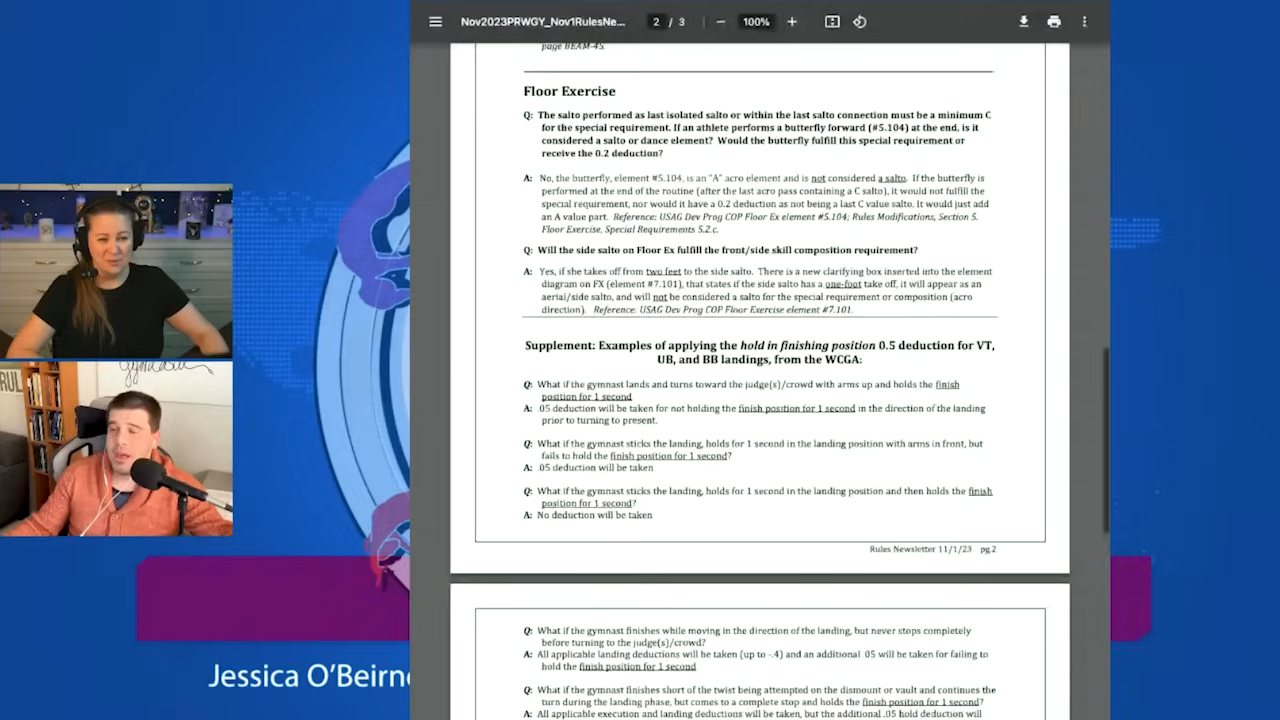 Nov2023PRWGY_Nov1RulesNe...
2 / 3
100%
page BEAM-45.
Floor Exercise
Q: The salto performed as last isolated salto or within the last salto connection must be a minimum C
for the special requirement. If an athlete performs a butterfly forward (#5.104) at the end, is it
considered a salto or dance element? Would the butterfly fulfill this special requirement or
receive the 0.2 deduction?
A: No, the butterfly, element #5.104, is an "A" acro element and is not considered a salto. If the butterfly is
performed at the end of the routine (after the last acro pass containing a C salto), it would not fulfill the
special requirement, nor would it have a 0.2 deduction as not being a last C value salto. It would just add
an A value part. Reference: USAG Dev Prog COP Floor Ex element #5.104; Rules Modifications, Section 5.
Floor Exercise, Special Requirements 5.2.c.
Q: Will the side salto on Floor Ex fulfill the front/side skill composition requirement?
A: Yes, if she takes off from two feet to the side salto. There is a new clarifying box inserted into the element
diagram on FX (element #7.101), that states if the side salto has a one-foot take off, it will appear as an
aerial/side salto, and will not be considered a salto for the special requirement or composition (acro
direction). Reference: USAG Dev Prog COP Floor Exercise element #7.101.
Supplement: Examples of applying the hold in finishing position 0.5 deduction for VT,
UB, and BB landings, from the WCGA:
Q: What if the gymnast lands and turns toward the judge(s)/crowd with arms up and holds the finish
position for 1 second
A: .05 deduction will be taken for not holding the finish position for 1 second in the direction of the landing
prior to turning to present.
Q: What if the gymnast sticks the landing, holds for 1 second in the landing position with arms in front, but
fails to hold the finish position for 1 second?
A: .05 deduction will be taken
Q: What if the gymnast sticks the landing, holds for 1 second in the landing position and then holds the finish
position for 1 second?
A: No deduction will be taken
Rules Newsletter 11/1/23 pg.2
Q: What if the gymnast finishes while moving in the direction of the landing, but never stops completely
before turning to the judge(s)/crowd?
A: All applicable landing deductions will be taken (up to -.4) and an additional .05 will be taken for failing to
hold the finish position for 1 second
Q: What if the gymnast finishes short of the twist being attempted on the dismount or vault and continues the
turn during the landing phase, but comes to a complete stop and holds the finish position for 1 second?
A: All applicable execution and landing deductions will be taken, but the additional .05 hold deduction will
Jessica O'Beirne